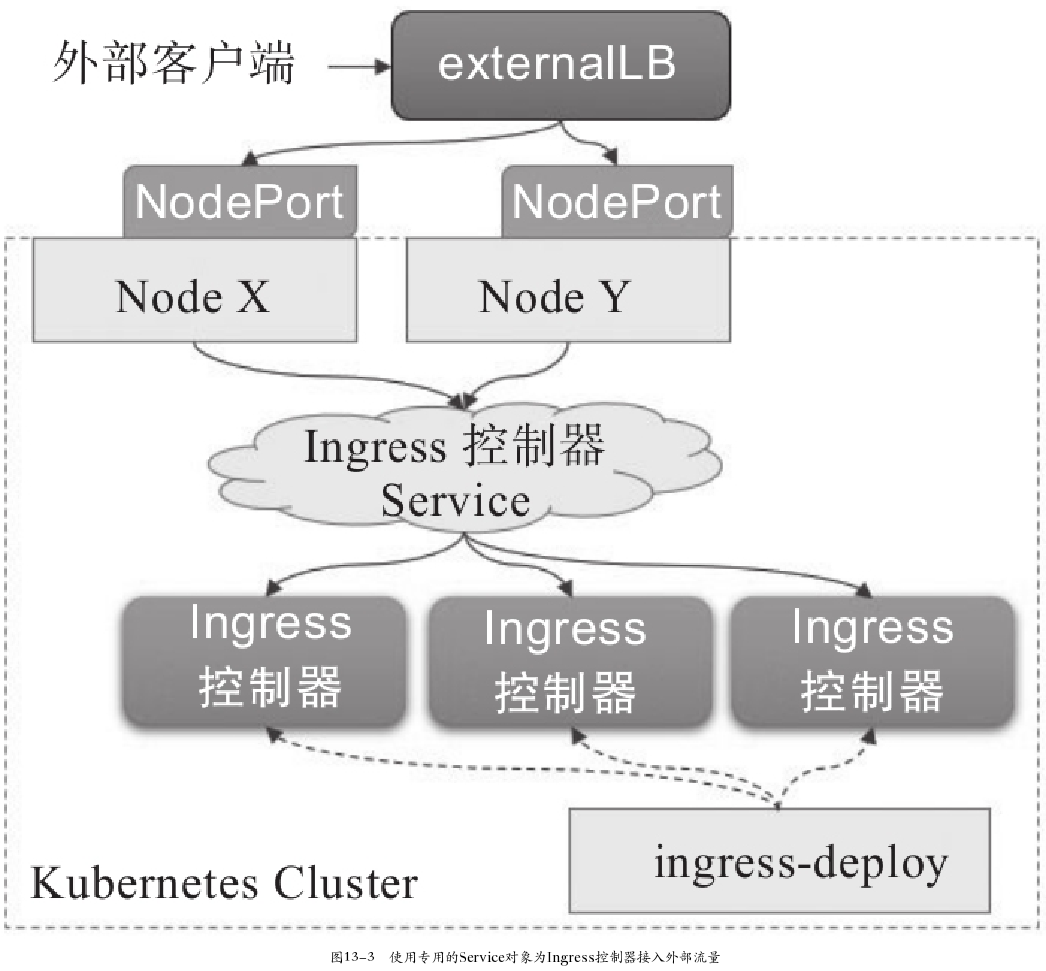 外部客户端
externalLB
NodePort
NodePort
Node X
Node Y
Ingress 控制器
Service
Ingress
控制器
Ingress
控制器
Ingress
控制器
ingress-deploy
Kubernetes Cluster
图13-3 使用专用的Service对象为Ingress控制器接入外部流量